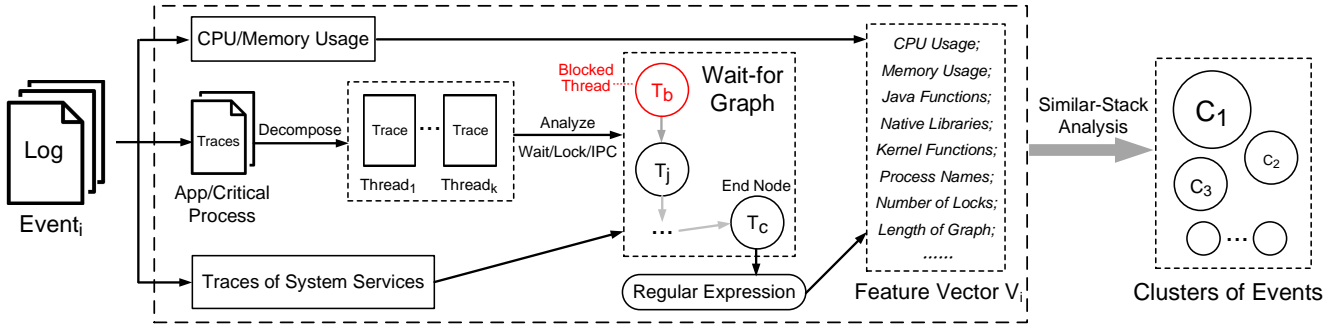 Log
Event_i
CPU/Memory Usage
Traces
App/Critical
Process
Decompose
Trace
...
Trace
Thread_1
Thread_k
Analyze
Wait/Lock/IPC
Traces of System Services
Blocked
Thread
Wait-for
Graph
T_b
T_j
...
End Node
T_c
Regular Expression
CPU Usage;
Memory Usage;
Java Functions;
Native Libraries;
Kernel Functions;
Process Names;
Number of Locks;
Length of Graph;
......
Feature Vector V_i
Similar-Stack
Analysis
C_1
C_2
C_3
...
Clusters of Events